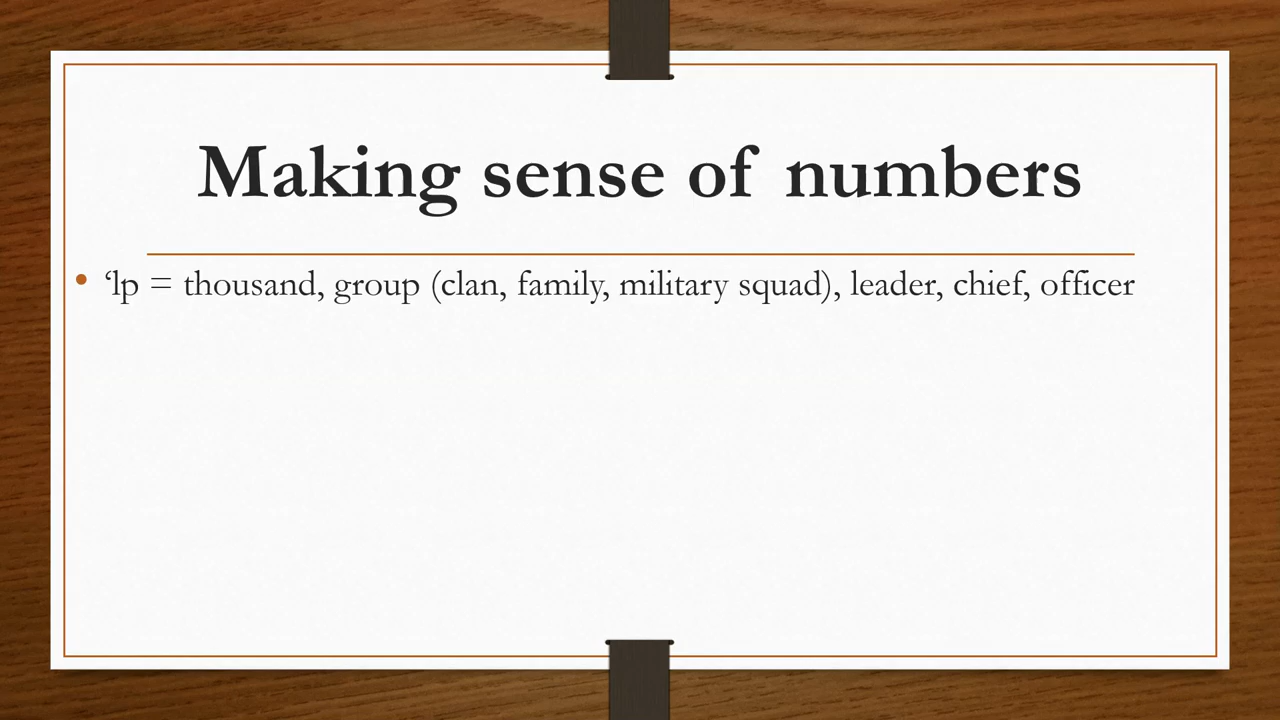 Making sense of numbers
• ‘lp = thousand, group (clan, family, military squad), leader, chief, officer